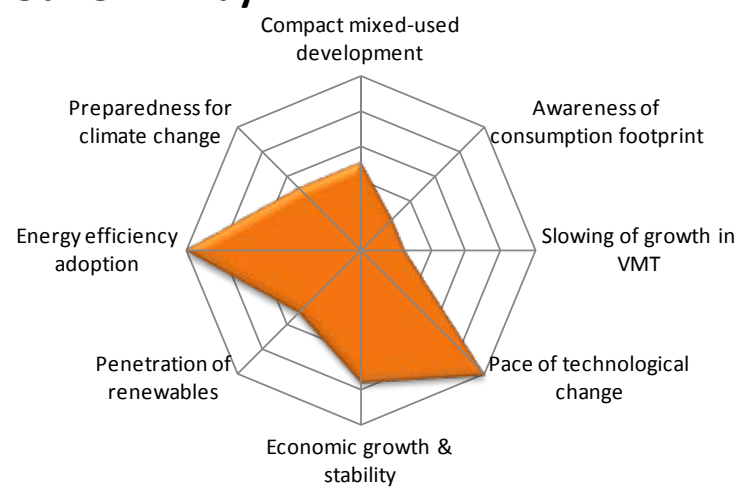 Compact mixed-used
development
Awareness of
consumption footprint
Slowing of growth in
VMT
Pace of technological
change
Economic growth &
stability
Penetration of
renewables
Energy efficiency
adoption
Preparedness for
climate change